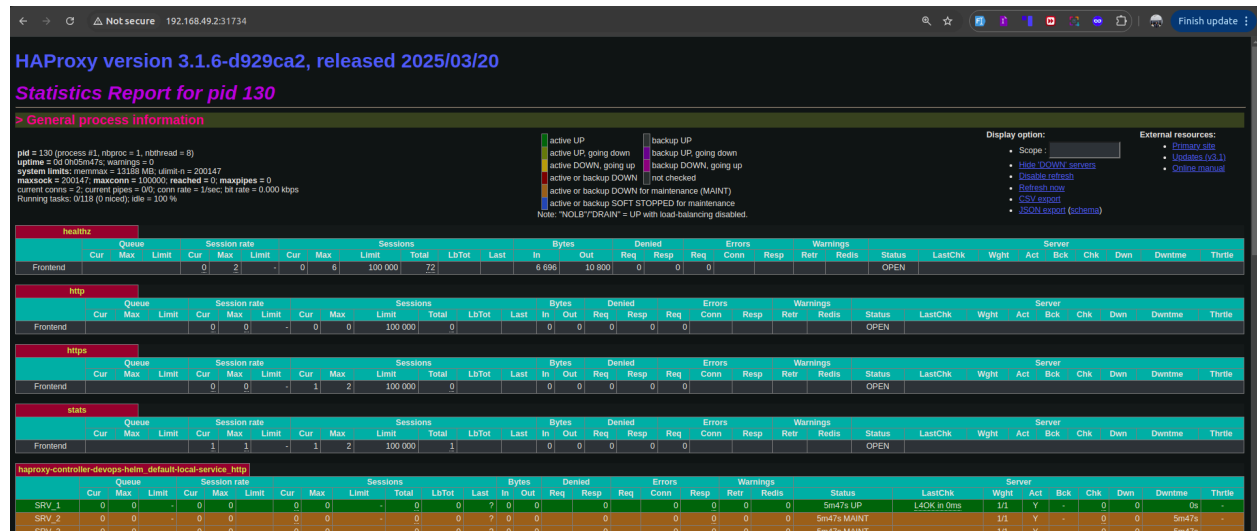 Not secure 192.168.49.2:31734
Finish update
HAProxy version 3.1.6-d929ca2, released 2025/03/20
Statistics Report for pid 130
> General process information
pid = 130 (process #1, nbproc = 1, nbthread = 8)
uptime = 0d 0h05m47s; warnings = 0
system limits: memmax = 13188 MB; ulimit-n = 200147
maxsock = 200147; maxconn = 100000; reached = 0; maxpipes = 0
current conns = 2; current pipes = 0/0; conn rate = 1/sec; bit rate = 0.000 kbps
Running tasks: 0/118 (0 niced); idle = 100 %
active UP backup UP
active UP, going down backup UP, going down
active DOWN, going up backup DOWN, going up
active or backup DOWN not checked
active or backup DOWN for maintenance (MAINT)
active or backup SOFT STOPPED for maintenance
Note: "NOLB"/"DRAIN" = UP with load-balancing disabled.
Display option:
Scope :
Hide 'DOWN' servers
Disable refresh
Refresh now
CSV export
JSON export (schema)
External resources:
Primary site
Updates (v3.1)
Online manual
healthz
Queue Session rate Sessions Bytes Denied Errors Warnings Server
Cur Max Limit Cur Max Limit Cur Max Limit Total LbTot Last In Out Req Resp Req Conn Resp Retr Redis Status LastChk Wght Act Bck Chk Dwn Dwntme Thrtle
Frontend 0 2 - 0 6 100 000 72 6 696 10 800 0 0 0 OPEN
http
Queue Session rate Sessions Bytes Denied Errors Warnings Server
Cur Max Limit Cur Max Limit Cur Max Limit Total LbTot Last In Out Req Resp Req Conn Resp Retr Redis Status LastChk Wght Act Bck Chk Dwn Dwntme Thrtle
Frontend 0 0 - 0 0 100 000 0 0 0 0 0 0 OPEN
https
Queue Session rate Sessions Bytes Denied Errors Warnings Server
Cur Max Limit Cur Max Limit Cur Max Limit Total LbTot Last In Out Req Resp Req Conn Resp Retr Redis Status LastChk Wght Act Bck Chk Dwn Dwntme Thrtle
Frontend 0 0 - 1 2 100 000 0 0 0 0 0 0 OPEN
stats
Queue Session rate Sessions Bytes Denied Errors Warnings Server
Cur Max Limit Cur Max Limit Cur Max Limit Total LbTot Last In Out Req Resp Req Conn Resp Retr Redis Status LastChk Wght Act Bck Chk Dwn Dwntme Thrtle
Frontend 1 1 - 1 2 100 000 1 0 0 0 0 0 OPEN
haproxy-controller-devops-helm_default-local-service_http
Queue Session rate Sessions Bytes Denied Errors Warnings Server
Cur Max Limit Cur Max Limit Cur Max Limit Total LbTot Last In Out Req Resp Req Conn Resp Retr Redis Status LastChk Wght Act Bck Chk Dwn Dwntme Thrtle
SRV_1 0 0 - 0 0 0 0 - 0 0 ? 0 0 0 0 0 0 0 5m47s UP L4OK in 0ms 1/1 Y - 0 0 0s -
SRV_2 0 0 - 0 0 0 0 - 0 0 ? 0 0 0 0 0 0 0 5m47s MAINT 1/1 Y - 0 0 5m47s -